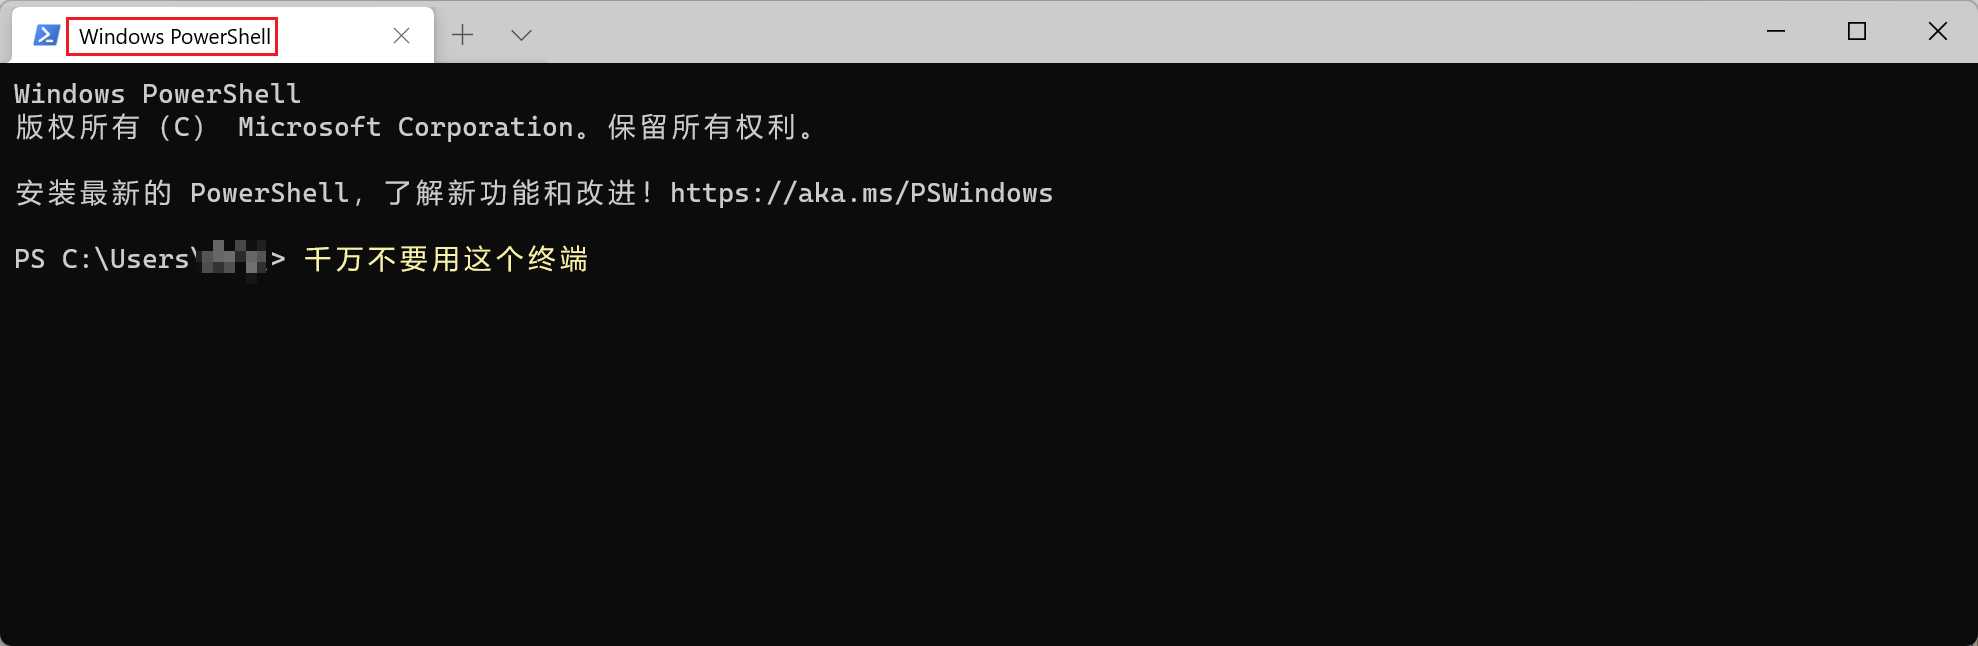 Windows PowerShell
Windows PowerShell
版权所有（C） Microsoft Corporation。保留所有权利。
安装最新的 PowerShell，了解新功能和改进！https://aka.ms/PSWindows
PS C:\Users\> 千万不要用这个终端